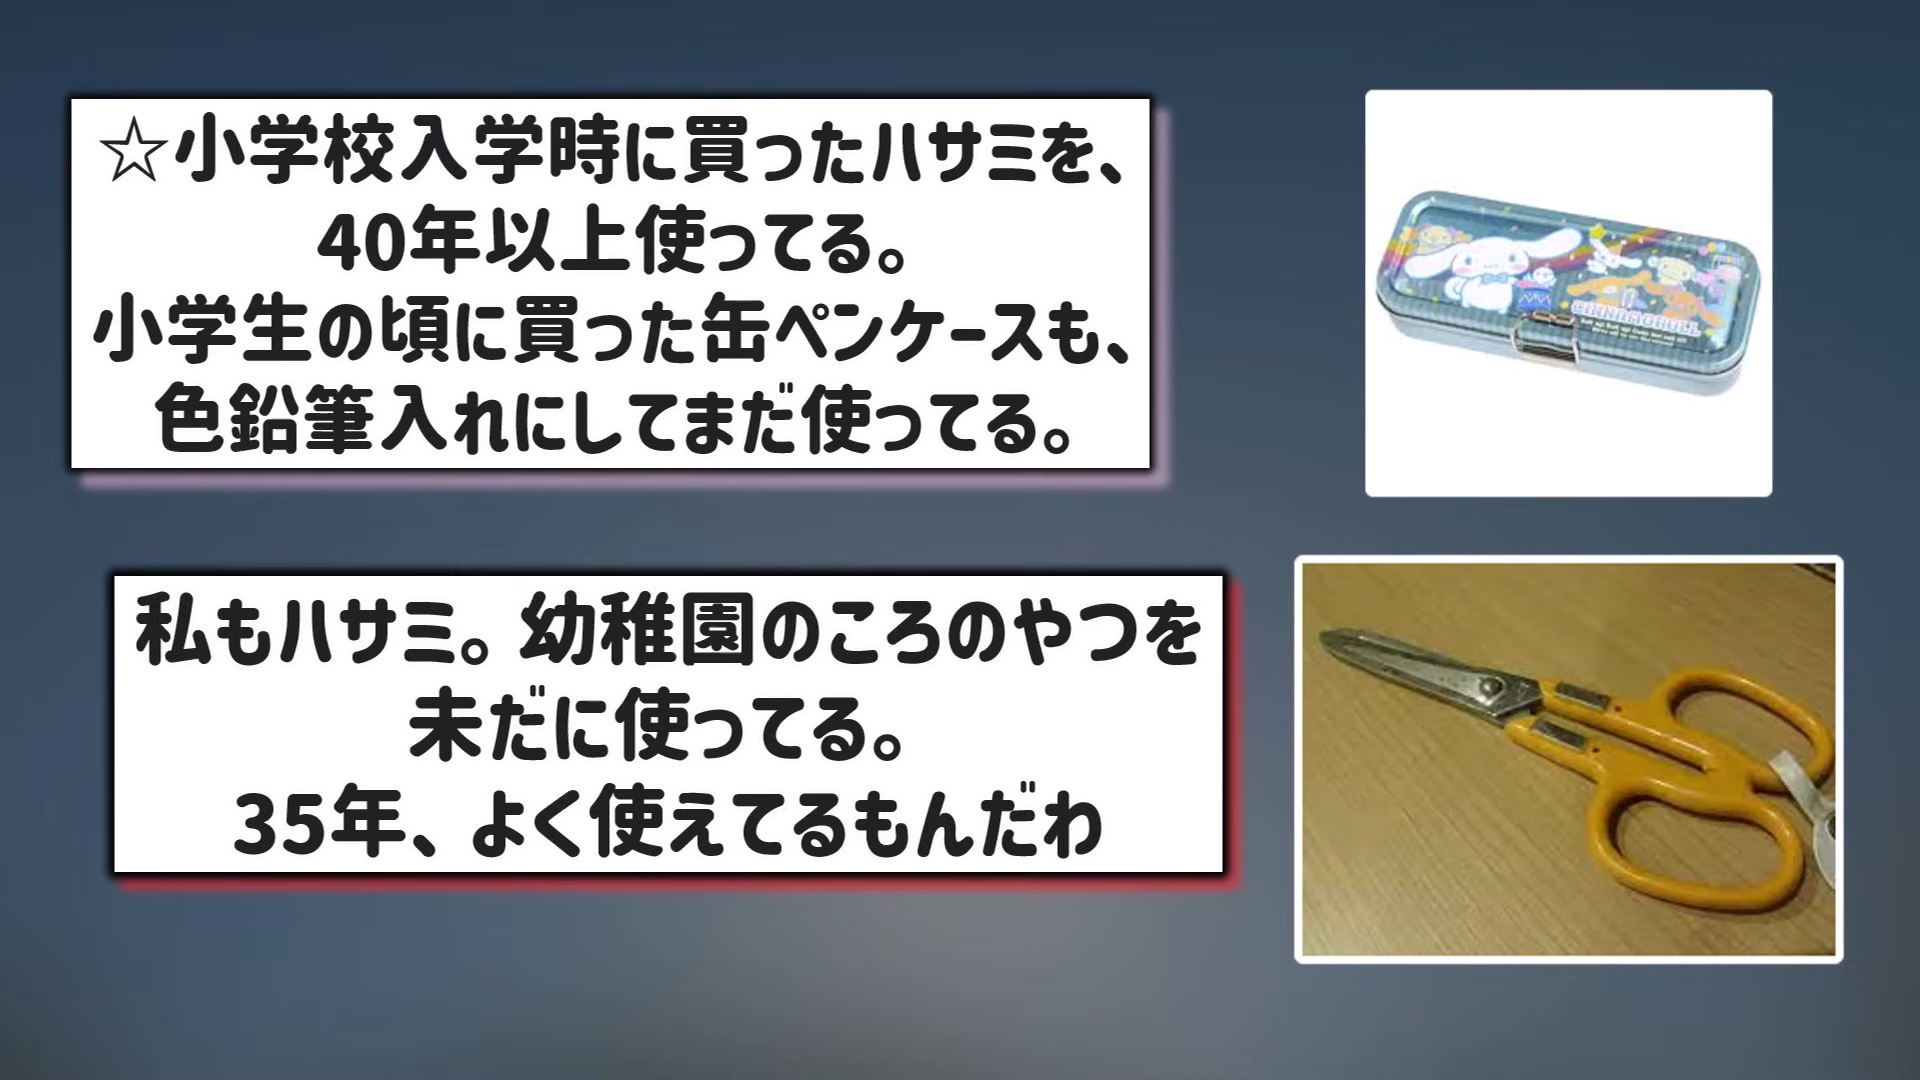 ☆小学校入学時に買ったハサミを、
40年以上使ってる。
小学生の頃に買った缶ペンケースも、
色鉛筆入れにしてまだ使ってる。
私もハサミ。幼稚園のころのやつを
未だに使ってる。
35年、よく使えてるもんだわ
CINNAMOROLL